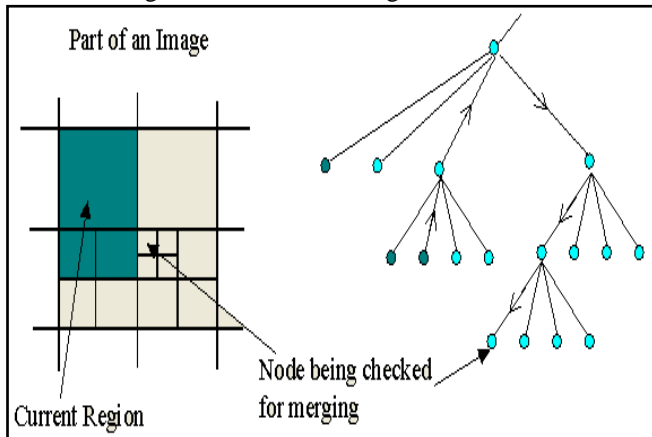 Part of an Image
Node being checked
for merging
Current Region